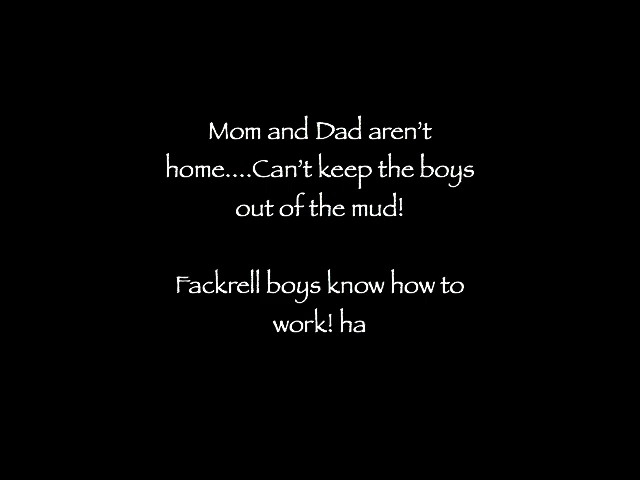 Mom and Dad aren't
home....Can't keep the boys
out of the mud!
Fackrell boys know how to
work! ha